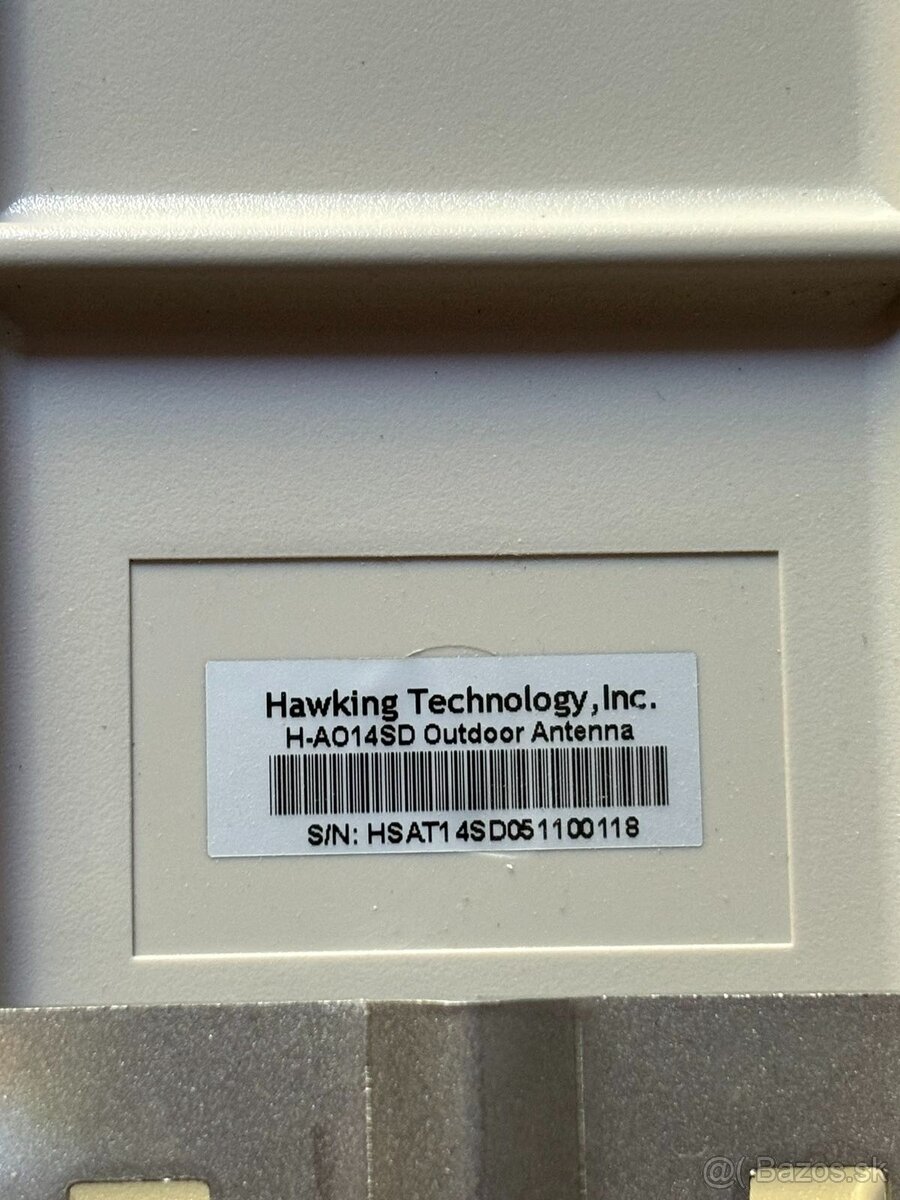 Hawking Technology,Inc.
H-AO14SD Outdoor Antenna
S/N: HSAT14SD051100118
@( Bazos.sk